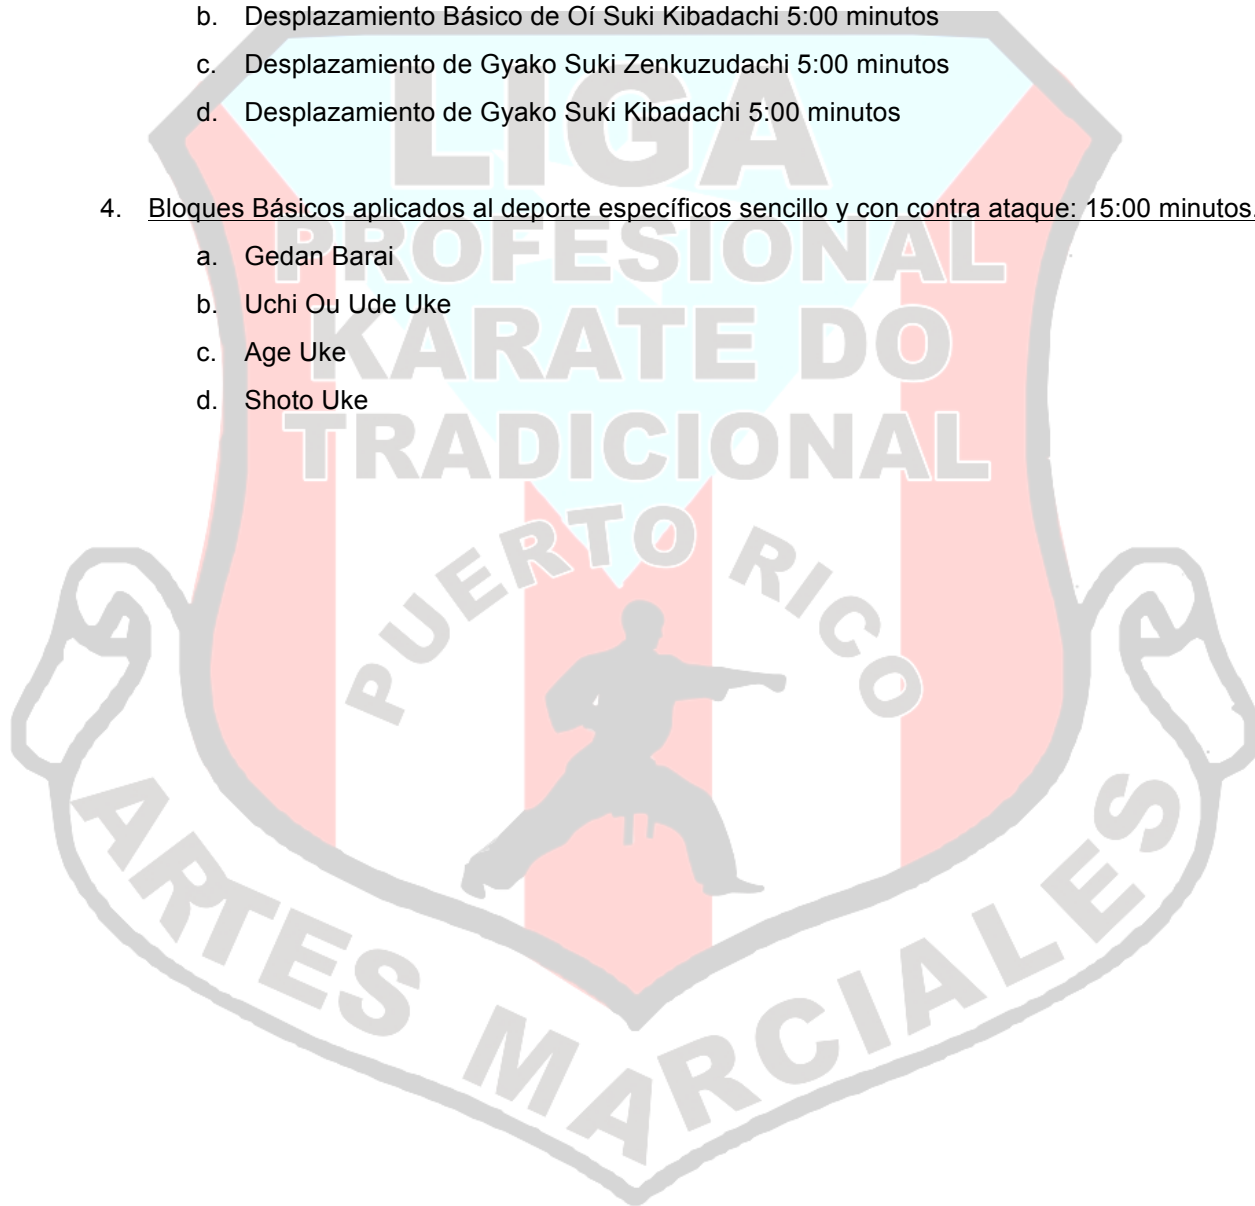 b. Desplazamiento Básico de Oí Suki Kibadachi 5:00 minutos
c. Desplazamiento de Gyako Suki Zenkuzudachi 5:00 minutos
d. Desplazamiento de Gyako Suki Kibadachi 5:00 minutos
4. Bloques Básicos aplicados al deporte específicos sencillo y con contra ataque: 15:00 minutos.
a. Gedan Barai
b. Uchi Ou Ude Uke
c. Age Uke
d. Shoto Uke
LIGA
PROFESIONAL
KARATE DO
TRADICIONAL
PUERTO RICO
ARTES MARCIALES